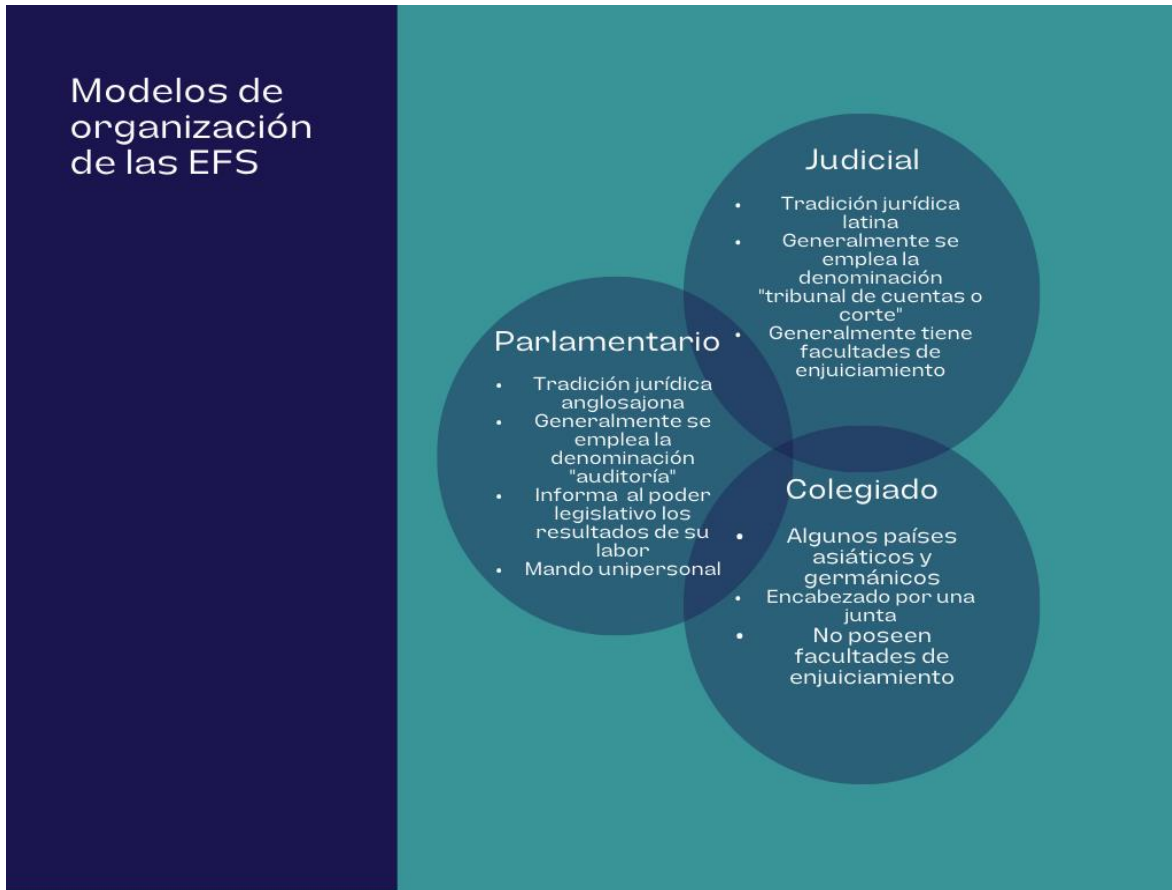 Modelos de
organización
de las EFS
Judicial
• Tradición jurídica
latina
• Generalmente se
emplea la
denominación
"tribunal de cuentas o
corte"
• Generalmente tiene
facultades de
enjuiciamiento
Parlamentario
• Tradición jurídica
anglosajona
• Generalmente se
emplea la
denominación
"auditoría"
• Informa al poder
legislativo los
resultados de su
labor
• Mando unipersonal
Colegiado
• Algunos países
asiáticos y
germánicos
• Encabezado por una
junta
• No poseen
facultades de
enjuiciamiento